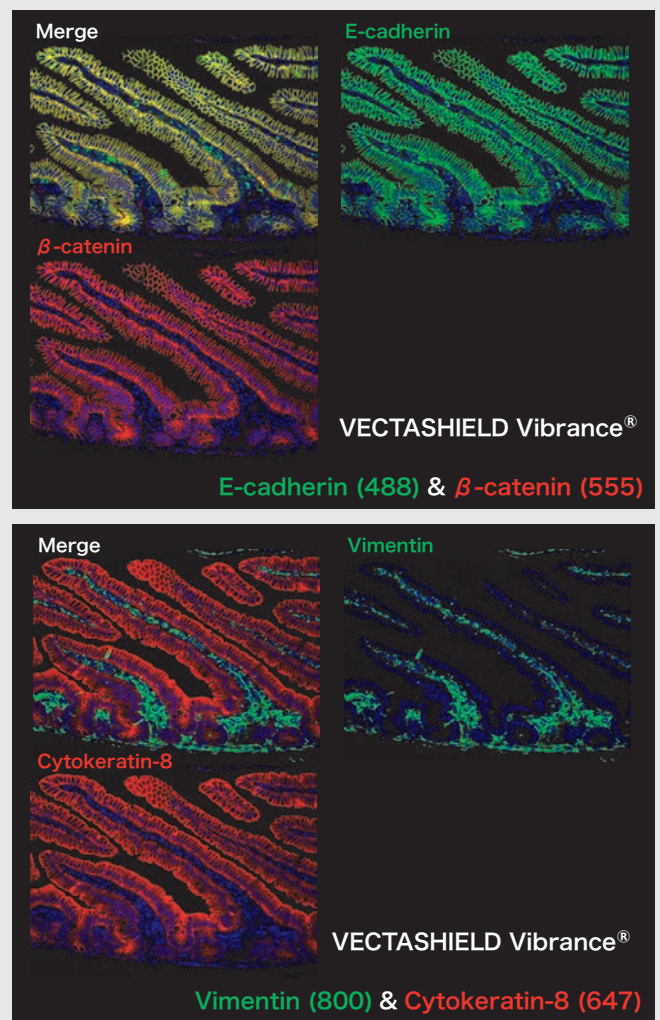 Merge
E-cadherin
β-catenin
VECTASHIELD Vibrance®
E-cadherin (488) & β-catenin (555)
Merge
Vimentin
Cytokeratin-8
VECTASHIELD Vibrance®
Vimentin (800) & Cytokeratin-8 (647)